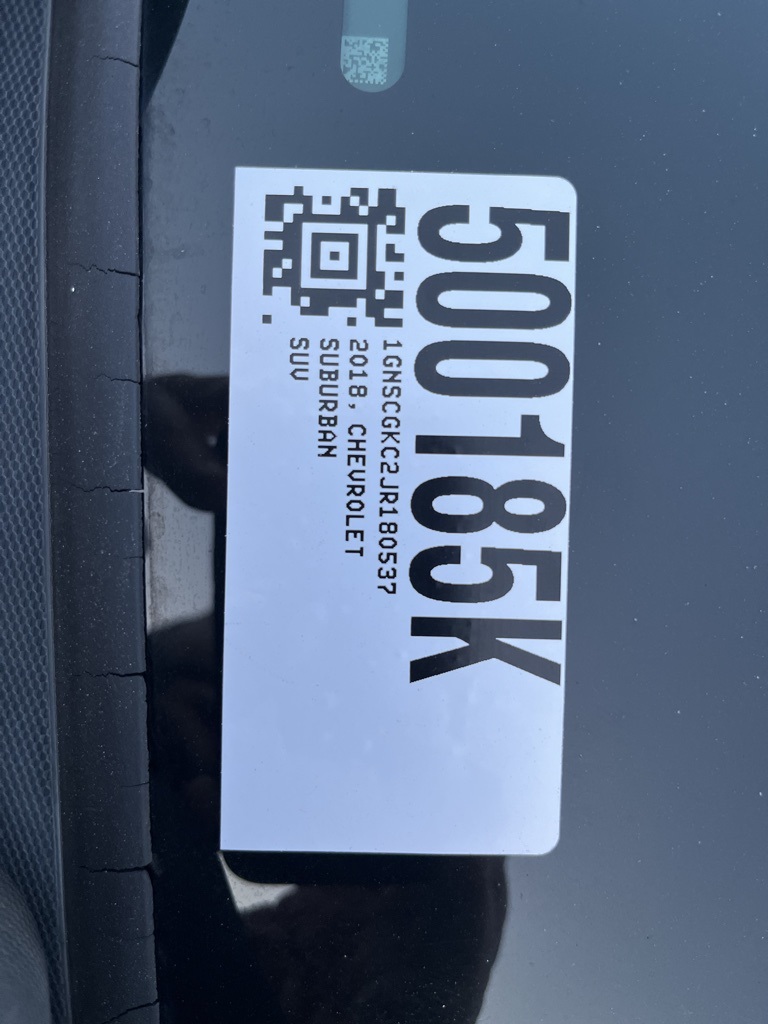 500185K
1GNSCGKC2JR180537
2018, CHEVROLET
SUBURBAN
SUV